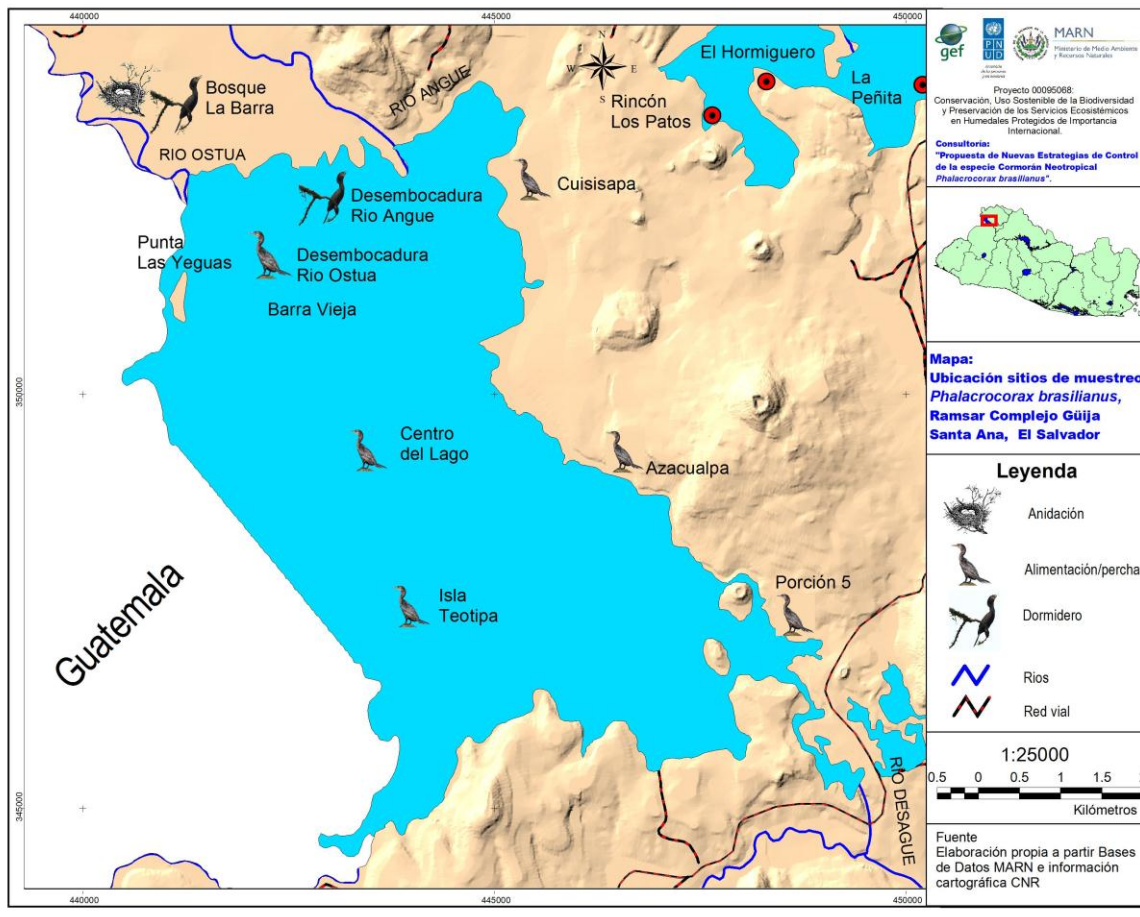 440000
445000
450000
350000
345000
440000
445000
450000
Bosque
La Barra
RIO OSTUA
RIO ANGUE
N
W
E
S
Rincón
Los Patos
El Hormiguero
La
Peñita
Cuisisapa
Desembocadura
Rio Angue
Punta
Las Yeguas
Desembocadura
Rio Ostua
Barra Vieja
Centro
del Lago
Azacualpa
Isla
Teotipa
Porción 5
Guatemala
RIO DESAGUE
gef
P N
U D
MARN
Ministerio de Medio Ambiente
y Recursos Naturales
Proyecto 00095068:
Conservación, Uso Sostenible de la Biodiversidad
y Preservación de los Servicios Ecosistémicos
en Humedales Protegidos de Importancia
Internacional.
Consultoría:
"Propuesta de Nuevas Estrategias de Control
de la especie Cormorán Neotropical
Phalacrocorax brasilianus".
Mapa:
Ubicación sitios de muestreo
Phalacrocorax brasilianus,
Ramsar Complejo Güija
Santa Ana, El Salvador
Leyenda
Anidación
Alimentación/percha
Dormidero
Rios
Red vial
1:25000
0.5 0 0.5 1 1.5
Kilómetros
Fuente
Elaboración propia a partir Bases
de Datos MARN e información
cartográfica CNR